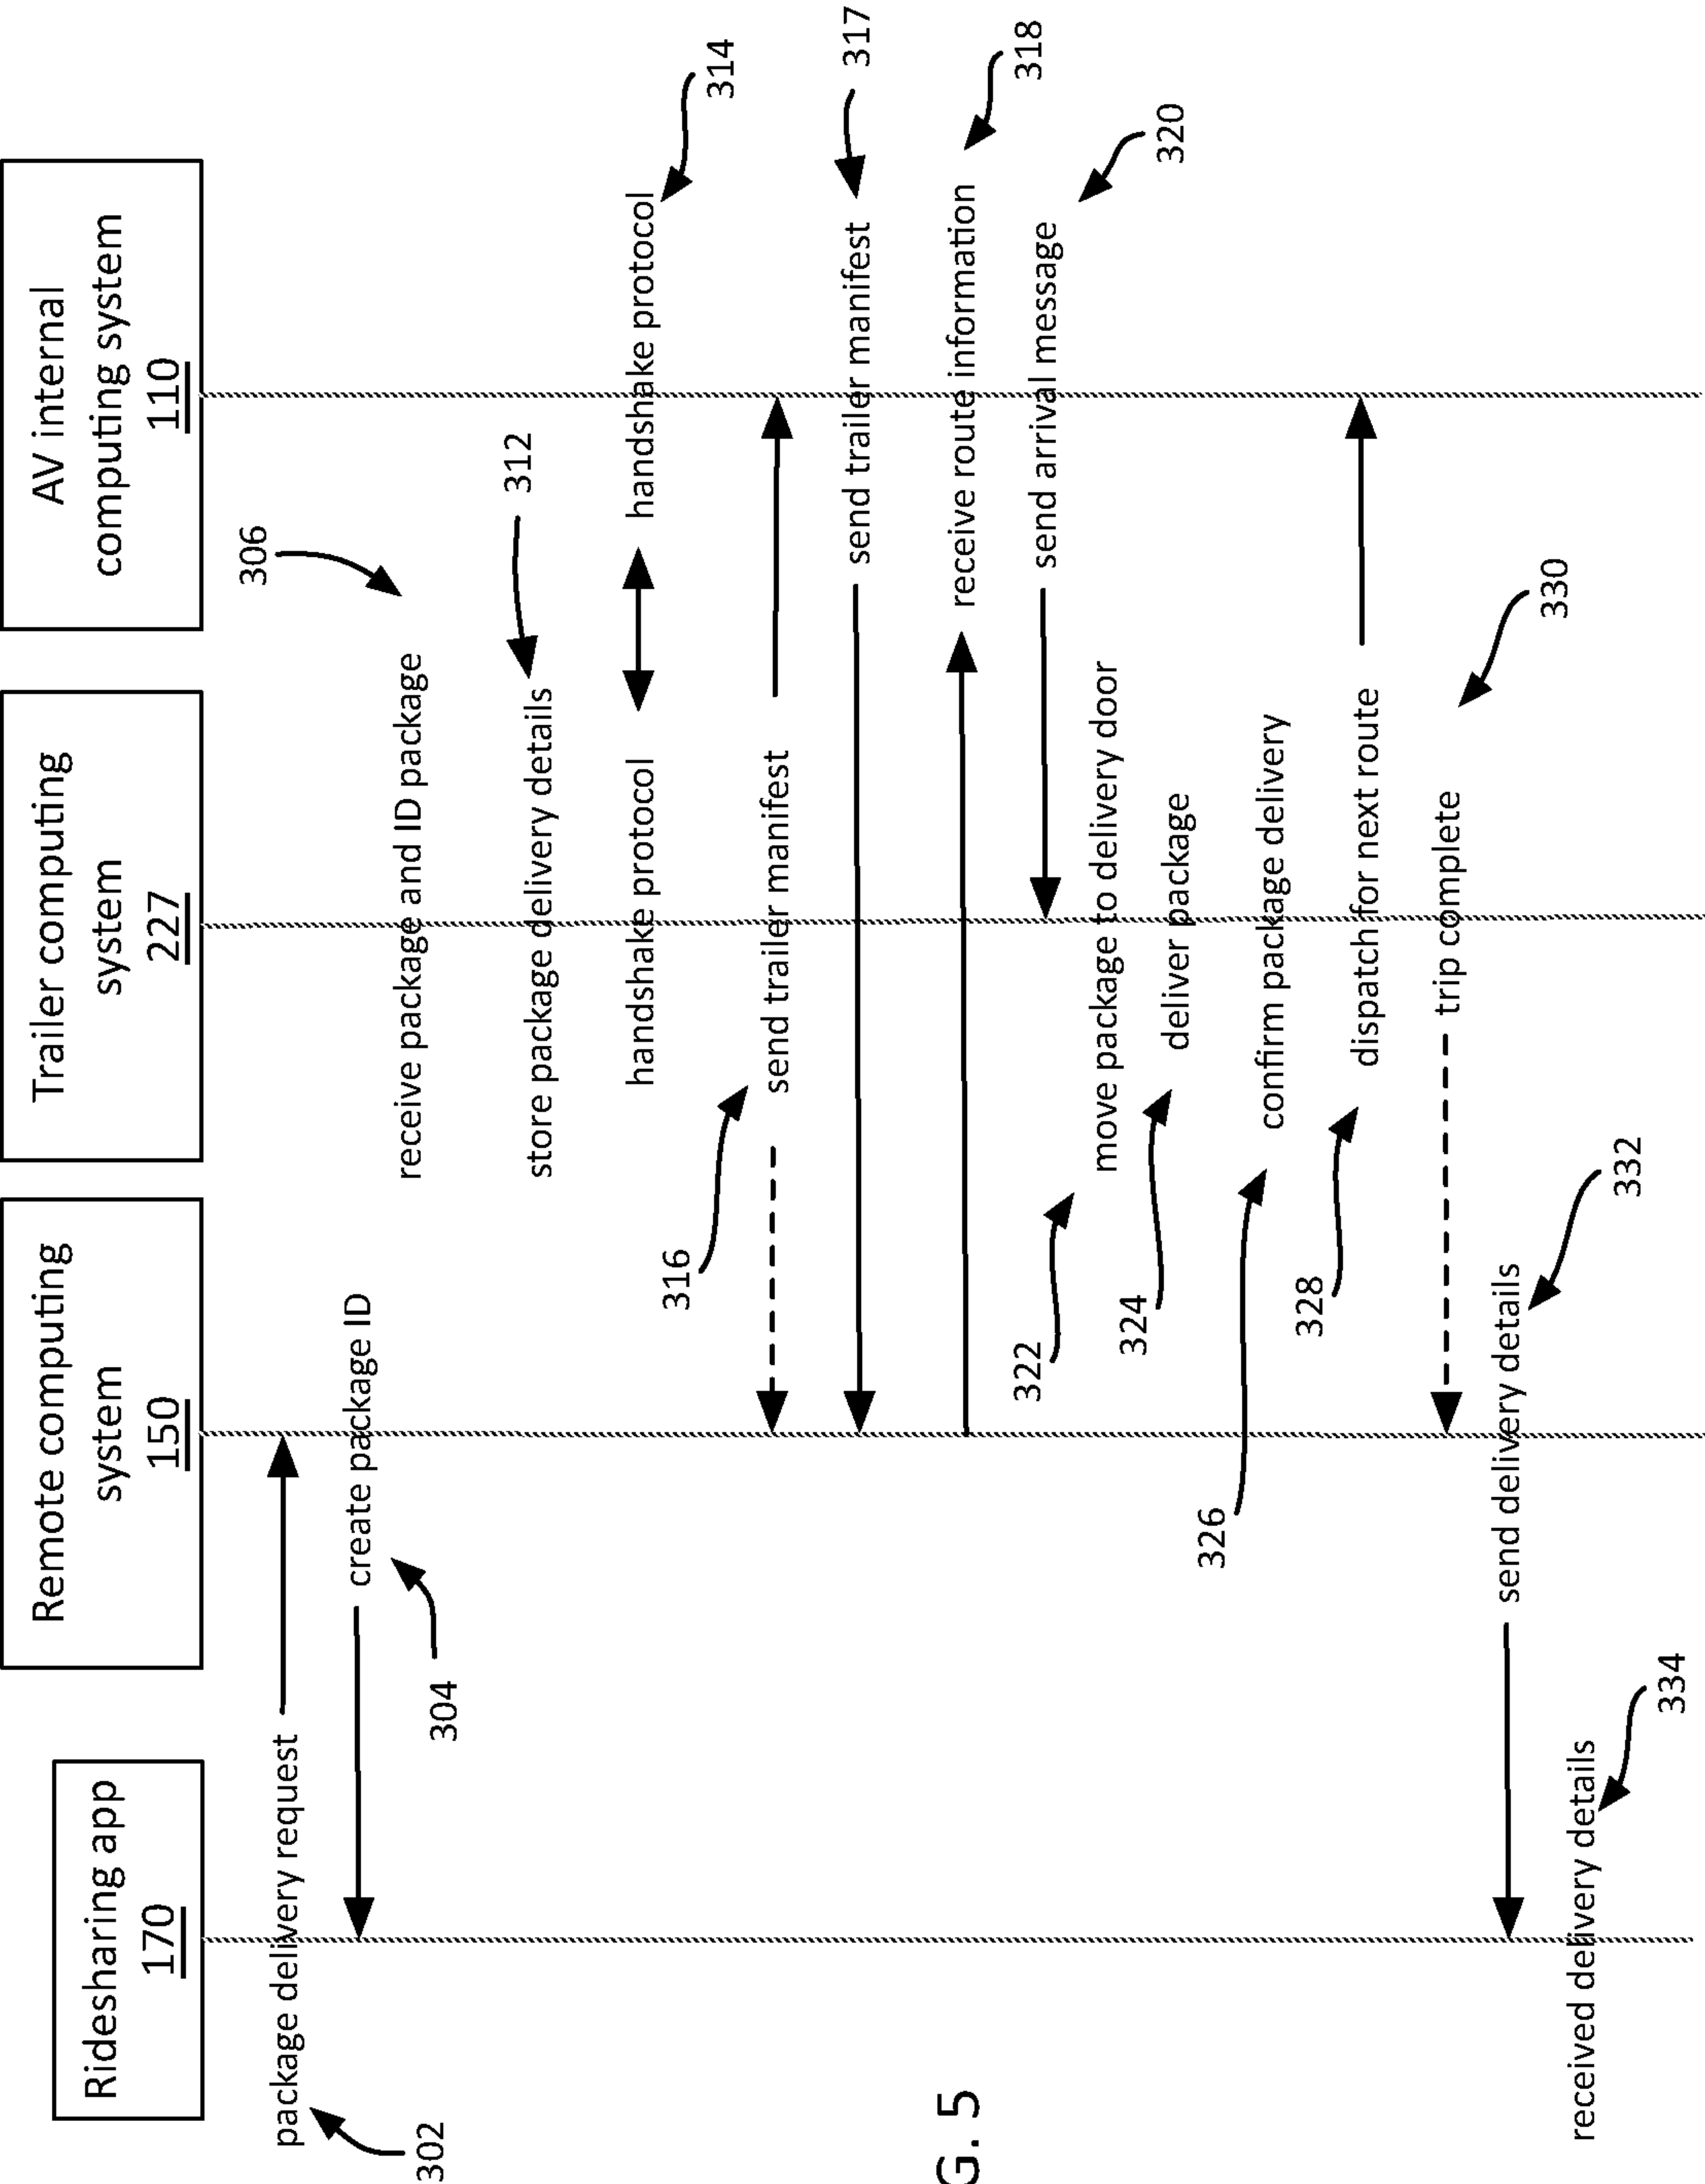 Ridesharing app
170
Remote computing
system
150
Trailer computing
system
227
AV internal
computing system
110
302
package delivery request
create package ID
304
receive package and ID package
306
store package delivery details
312
handshake protocol
handshake protocol
314
316
send trailer manifest
send trailer manifest
317
receive route information
318
send arrival message
320
322
move package to delivery door
324
deliver package
326
confirm package delivery
328
dispatch for next route
trip complete
330
send delivery details
332
received delivery details
334
G. 5